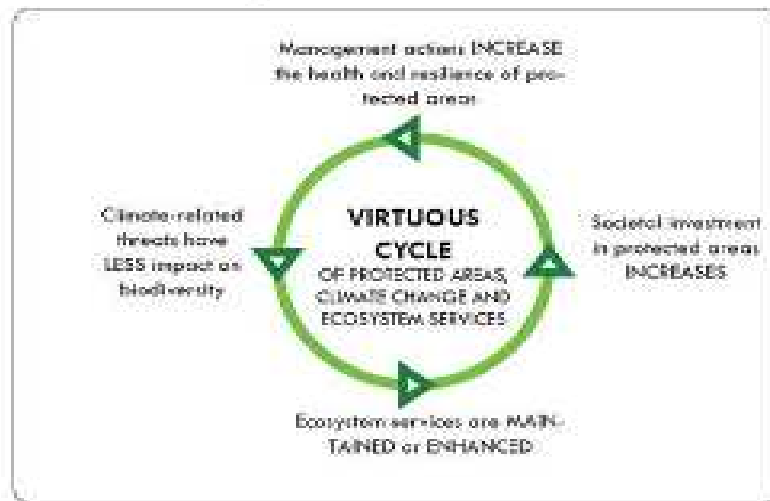 Management actions INCREASE
the health and resilience of pro-
tected areas
Climate-related
threats have
LESS impact on
biodiversity
VIRTUOUS
CYCLE
OF PROTECTED AREAS,
CLIMATE CHANGE AND
ECOSYSTEM SERVICES
Societal investment
in protected areas
INCREASES
Ecosystem services are MAIN-
TAINED or ENHANCED